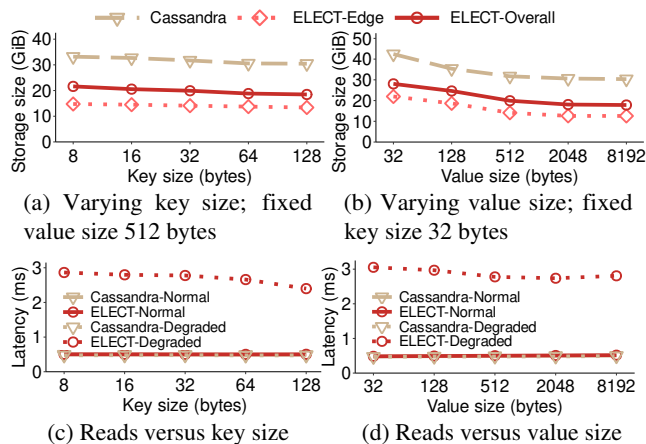 Cassandra ELECT-Edge ELECT-Overall
Storage size (GiB)
40
30
20
10
0
8 16 32 64 128
Key size (bytes)
(a) Varying key size; fixed
value size 512 bytes
Storage size (GiB)
50
40
30
20
10
0
32 128 512 2048 8192
Value size (bytes)
(b) Varying value size; fixed
key size 32 bytes
Latency (ms)
3
2
1
0
Cassandra-Normal
ELECT-Normal
Cassandra-Degraded
ELECT-Degraded
8 16 32 64 128
Key size (bytes)
(c) Reads versus key size
Latency (ms)
3
2
1
0
Cassandra-Normal
ELECT-Normal
Cassandra-Degraded
ELECT-Degraded
32 128 512 2048 8192
Value size (bytes)
(d) Reads versus value size